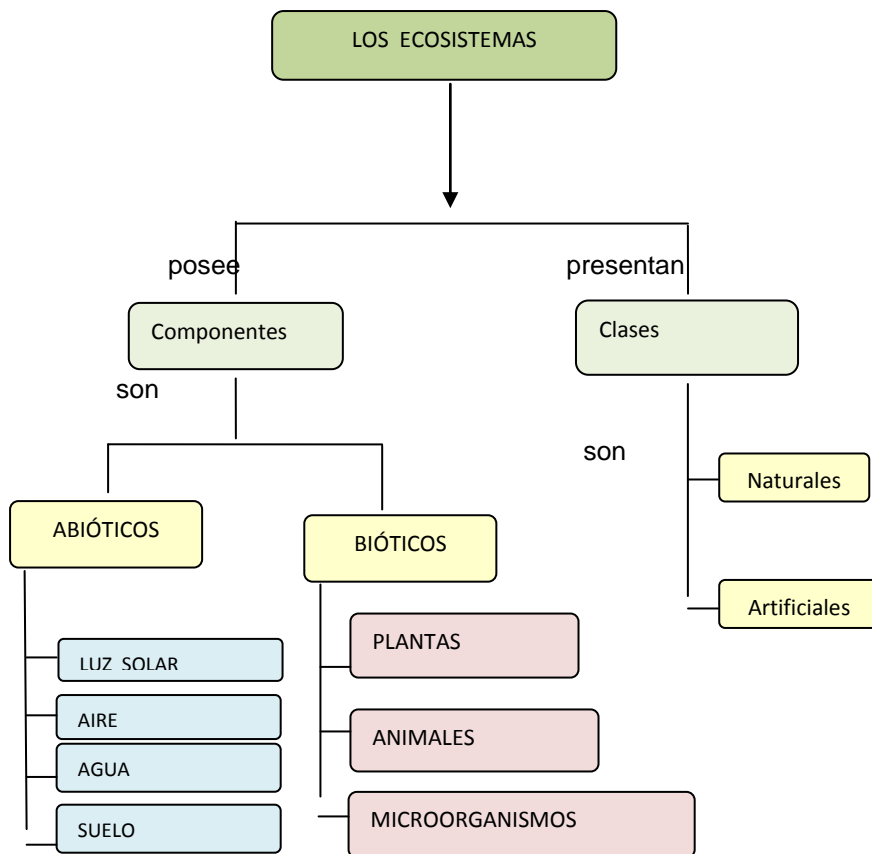 LOS ECOSISTEMAS
posee
presentan
Componentes
Clases
son
son
Naturales
ABIÓTICOS
BIÓTICOS
Artificiales
PLANTAS
LUZ SOLAR
AIRE
ANIMALES
AGUA
SUELO
MICROORGANISMOS